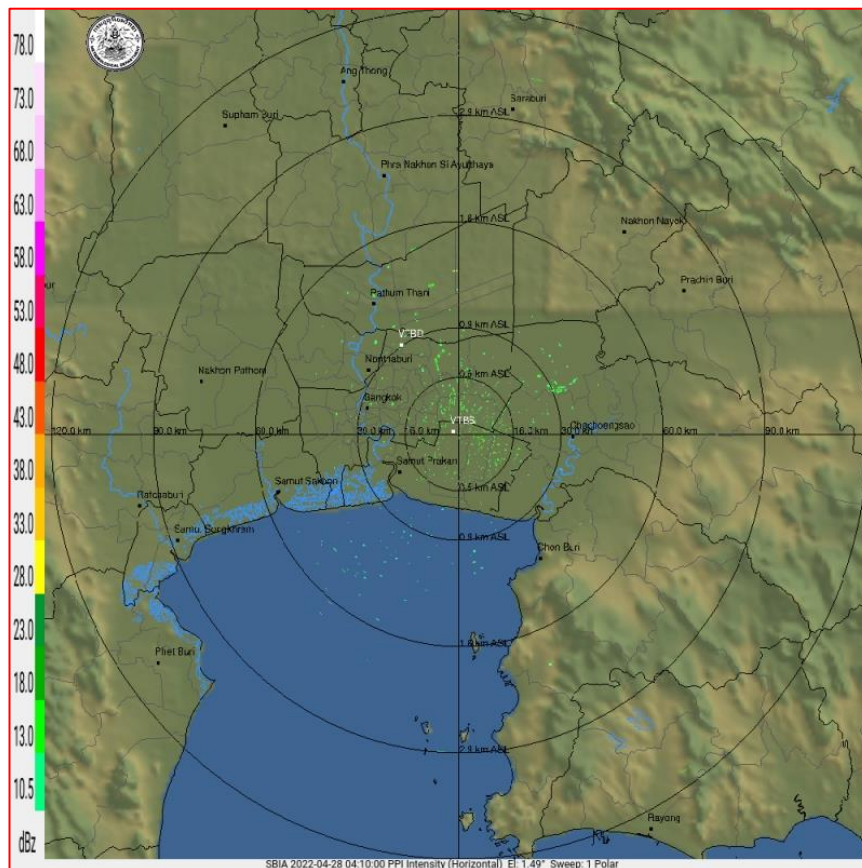 78.0
73.0
68.0
63.0
58.0
53.0
48.0
43.0
38.0
33.0
28.0
23.0
18.0
13.0
10.5
dBz
Ang Thong
Saraburi
Supham Buri
2.9 km ASL
Phra Nakhon Si Ayutthaya
1.8 km ASL
Nakhon Nayok
Prachin Buri
Pathum Thani
VTBD
0.9 km ASL
Nonthaburi
Nakhon Pathom
0.5 km ASL
Bangkok
VTBS
Chachoengsao
120.0 km
90.0 km
60.0 km
30.0 km
16.0 km
16.0 km
30.0 km
60.0 km
90.0 km
Samut Prakan
Samut Sakhon
0.5 km ASL
Ratchaburi
Samut Songkhram
0.9 km ASL
Chon Buri
1.8 km ASL
Phet Buri
2.9 km ASL
Rayong
SBIA 2022-04-28 04:10:00 PPI Intensity (Horizontal) El: 1.49° Sweep: 1 Polar